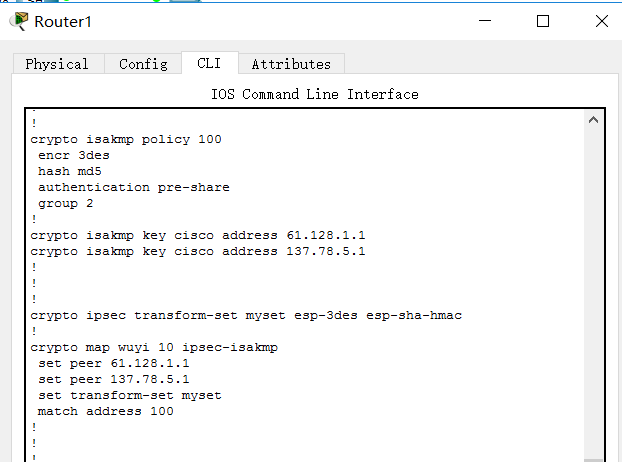 Router1
Physical Config CLI Attributes
IOS Command Line Interface
!
!
crypto isakmp policy 100
 encr 3des
 hash md5
 authentication pre-share
 group 2
!
crypto isakmp key cisco address 61.128.1.1
crypto isakmp key cisco address 137.78.5.1
!
!
!
crypto ipsec transform-set myset esp-3des esp-sha-hmac
!
crypto map wuyi 10 ipsec-isakmp
 set peer 61.128.1.1
 set peer 137.78.5.1
 set transform-set myset
 match address 100
!
!
!